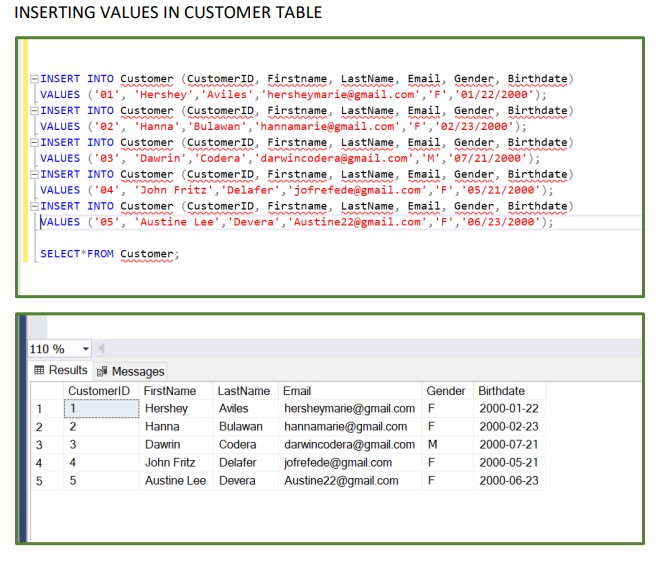 INSERTING VALUES IN CUSTOMER TABLE
INSERT INTO Customer (CustomerID, Firstname, LastName, Email, Gender, Birthdate)
VALUES ('01', 'Hershey','Aviles','hersheymarie@gmail.com','F','01/22/2000');
INSERT INTO Customer (CustomerID, Firstname, LastName, Email, Gender, Birthdate)
VALUES ('02', 'Hanna','Bulawan','hannamarie@gmail.com','F','02/23/2000');
INSERT INTO Customer (CustomerID, Firstname, LastName, Email, Gender, Birthdate)
VALUES ('03', 'Dawrin','Codera','darwincodera@gmail.com','M','07/21/2000');
INSERT INTO Customer (CustomerID, Firstname, LastName, Email, Gender, Birthdate)
VALUES ('04', 'John Fritz','Delafer','jofrefede@gmail.com','F','05/21/2000');
INSERT INTO Customer (CustomerID, Firstname, LastName, Email, Gender, Birthdate)
VALUES ('05', 'Austine Lee','Devera','Austine22@gmail.com','F','06/23/2000');
SELECT*FROM Customer;
110 %
Results Messages
CustomerID FirstName LastName Email Gender Birthdate
1 1 Hershey Aviles hersheymarie@gmail.com F 2000-01-22
2 2 Hanna Bulawan hannamarie@gmail.com F 2000-02-23
3 3 Dawrin Codera darwincodera@gmail.com M 2000-07-21
4 4 John Fritz Delafer jofrefede@gmail.com F 2000-05-21
5 5 Austine Lee Devera Austine22@gmail.com F 2000-06-23